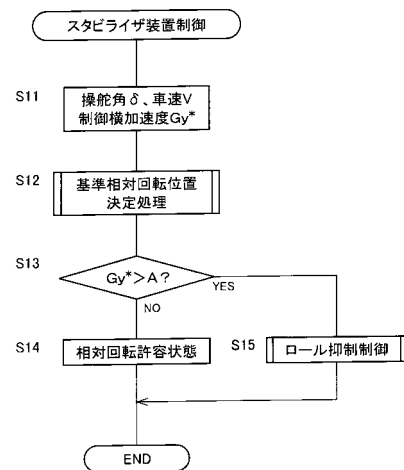 スタビライザ装置制御
S11
操舵角δ、車速V
制御横加速度Gy*
S12
基準相対回転位置
決定処理
S13
Gy*>A?
YES
NO
S14
相対回転許容状態
S15
ロール抑制制御
END